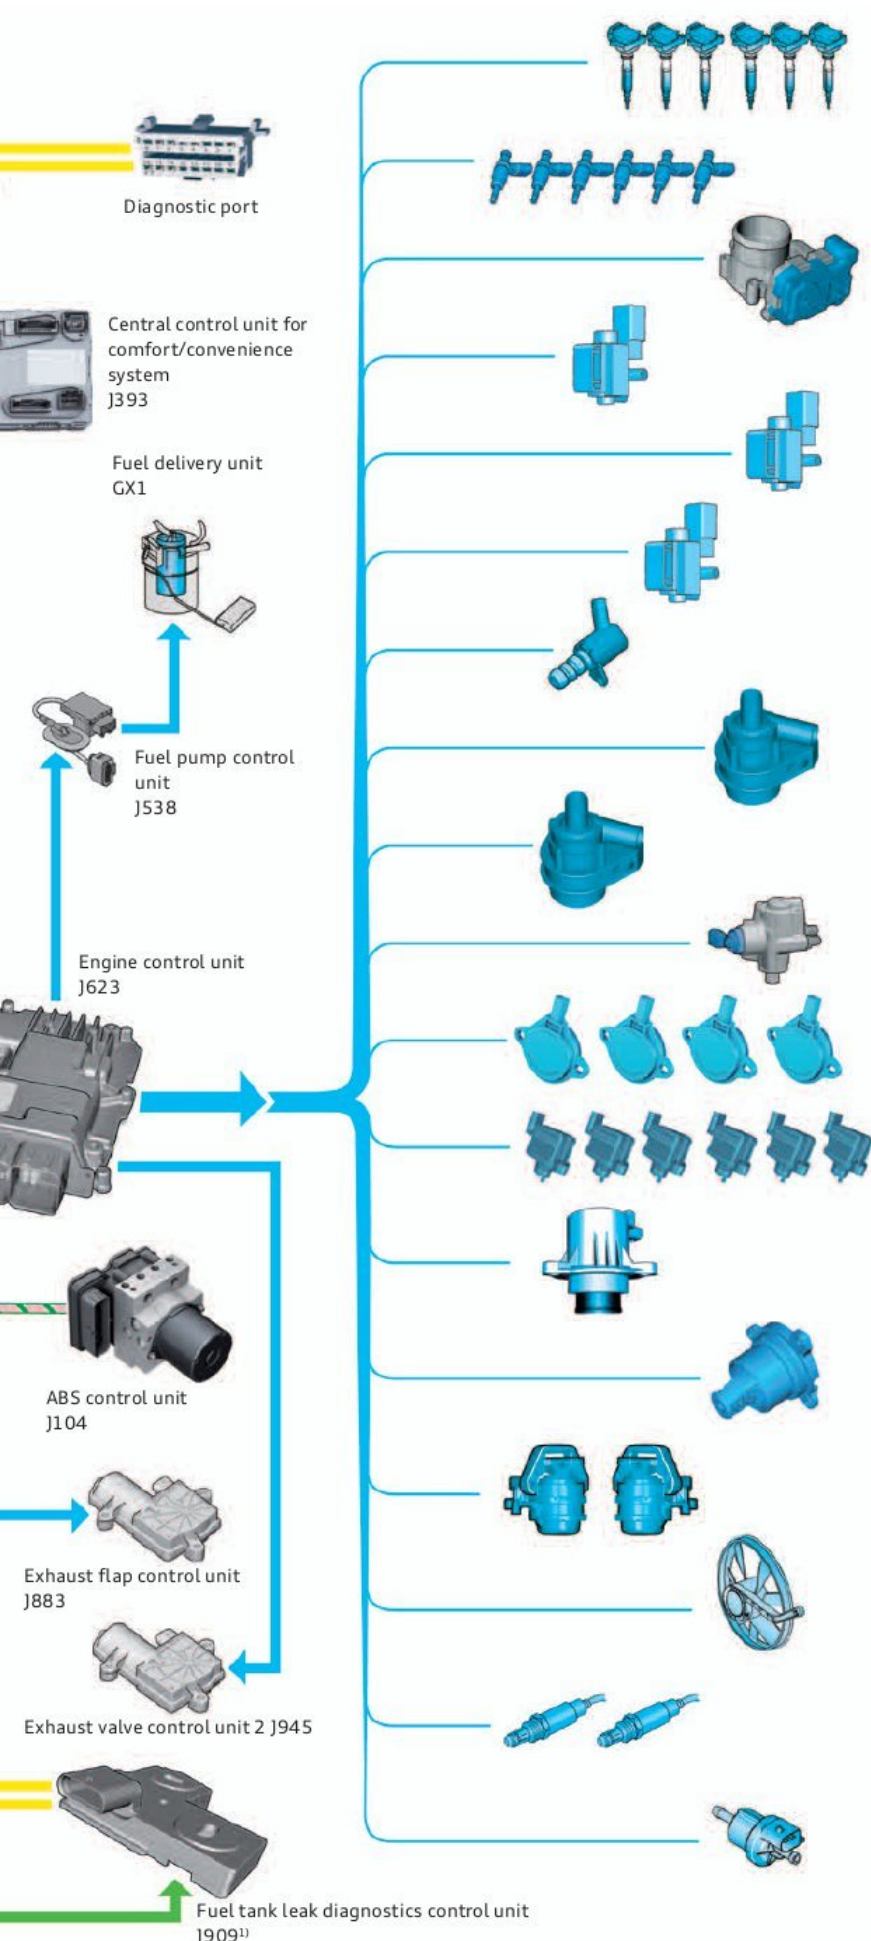 Diagnostic port
Central control unit for
comfort/convenience
system
J393
Fuel delivery unit
GX1
Fuel pump control
unit
J538
Engine control unit
J623
ABS control unit
J104
Exhaust flap control unit
J883
Exhaust valve control unit 2 J945
Fuel tank leak diagnostics control unit
J909¹⁾